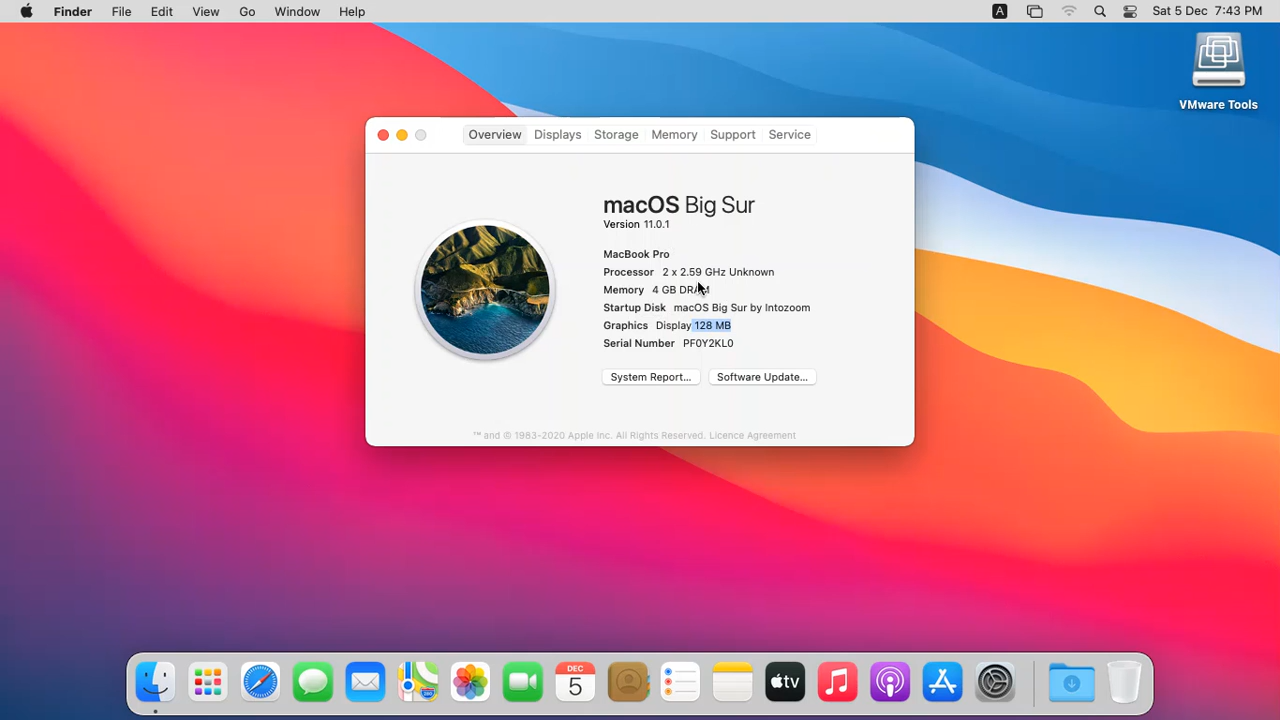 Finder File Edit View Go Window Help A Sat 5 Dec 7:43 PM
VMware Tools
Overview Displays Storage Memory Support Service
macOS Big Sur
Version 11.0.1
MacBook Pro
Processor 2 x 2.59 GHz Unknown
Memory 4 GB DRAM
Startup Disk macOS Big Sur by Intozoom
Graphics Display 128 MB
Serial Number PF0Y2KL0
System Report... Software Update...
™ and © 1983-2020 Apple Inc. All Rights Reserved. Licence Agreement
DEC
5
tv